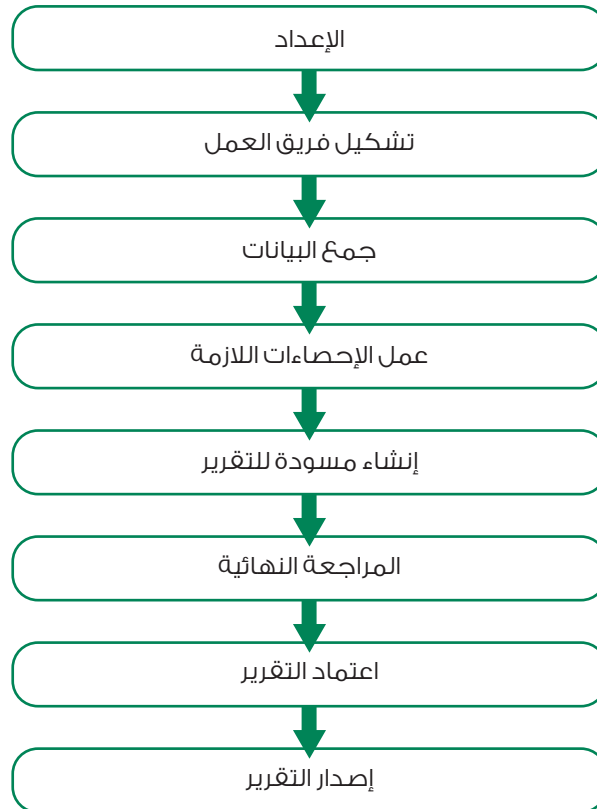 الإعداد
تشكيل فريق العمل
جمع البيانات
عمل الإحصاءات اللازمة
إنشاء مسودة للتقرير
المراجعة النهائية
اعتماد التقرير
إصدار التقرير